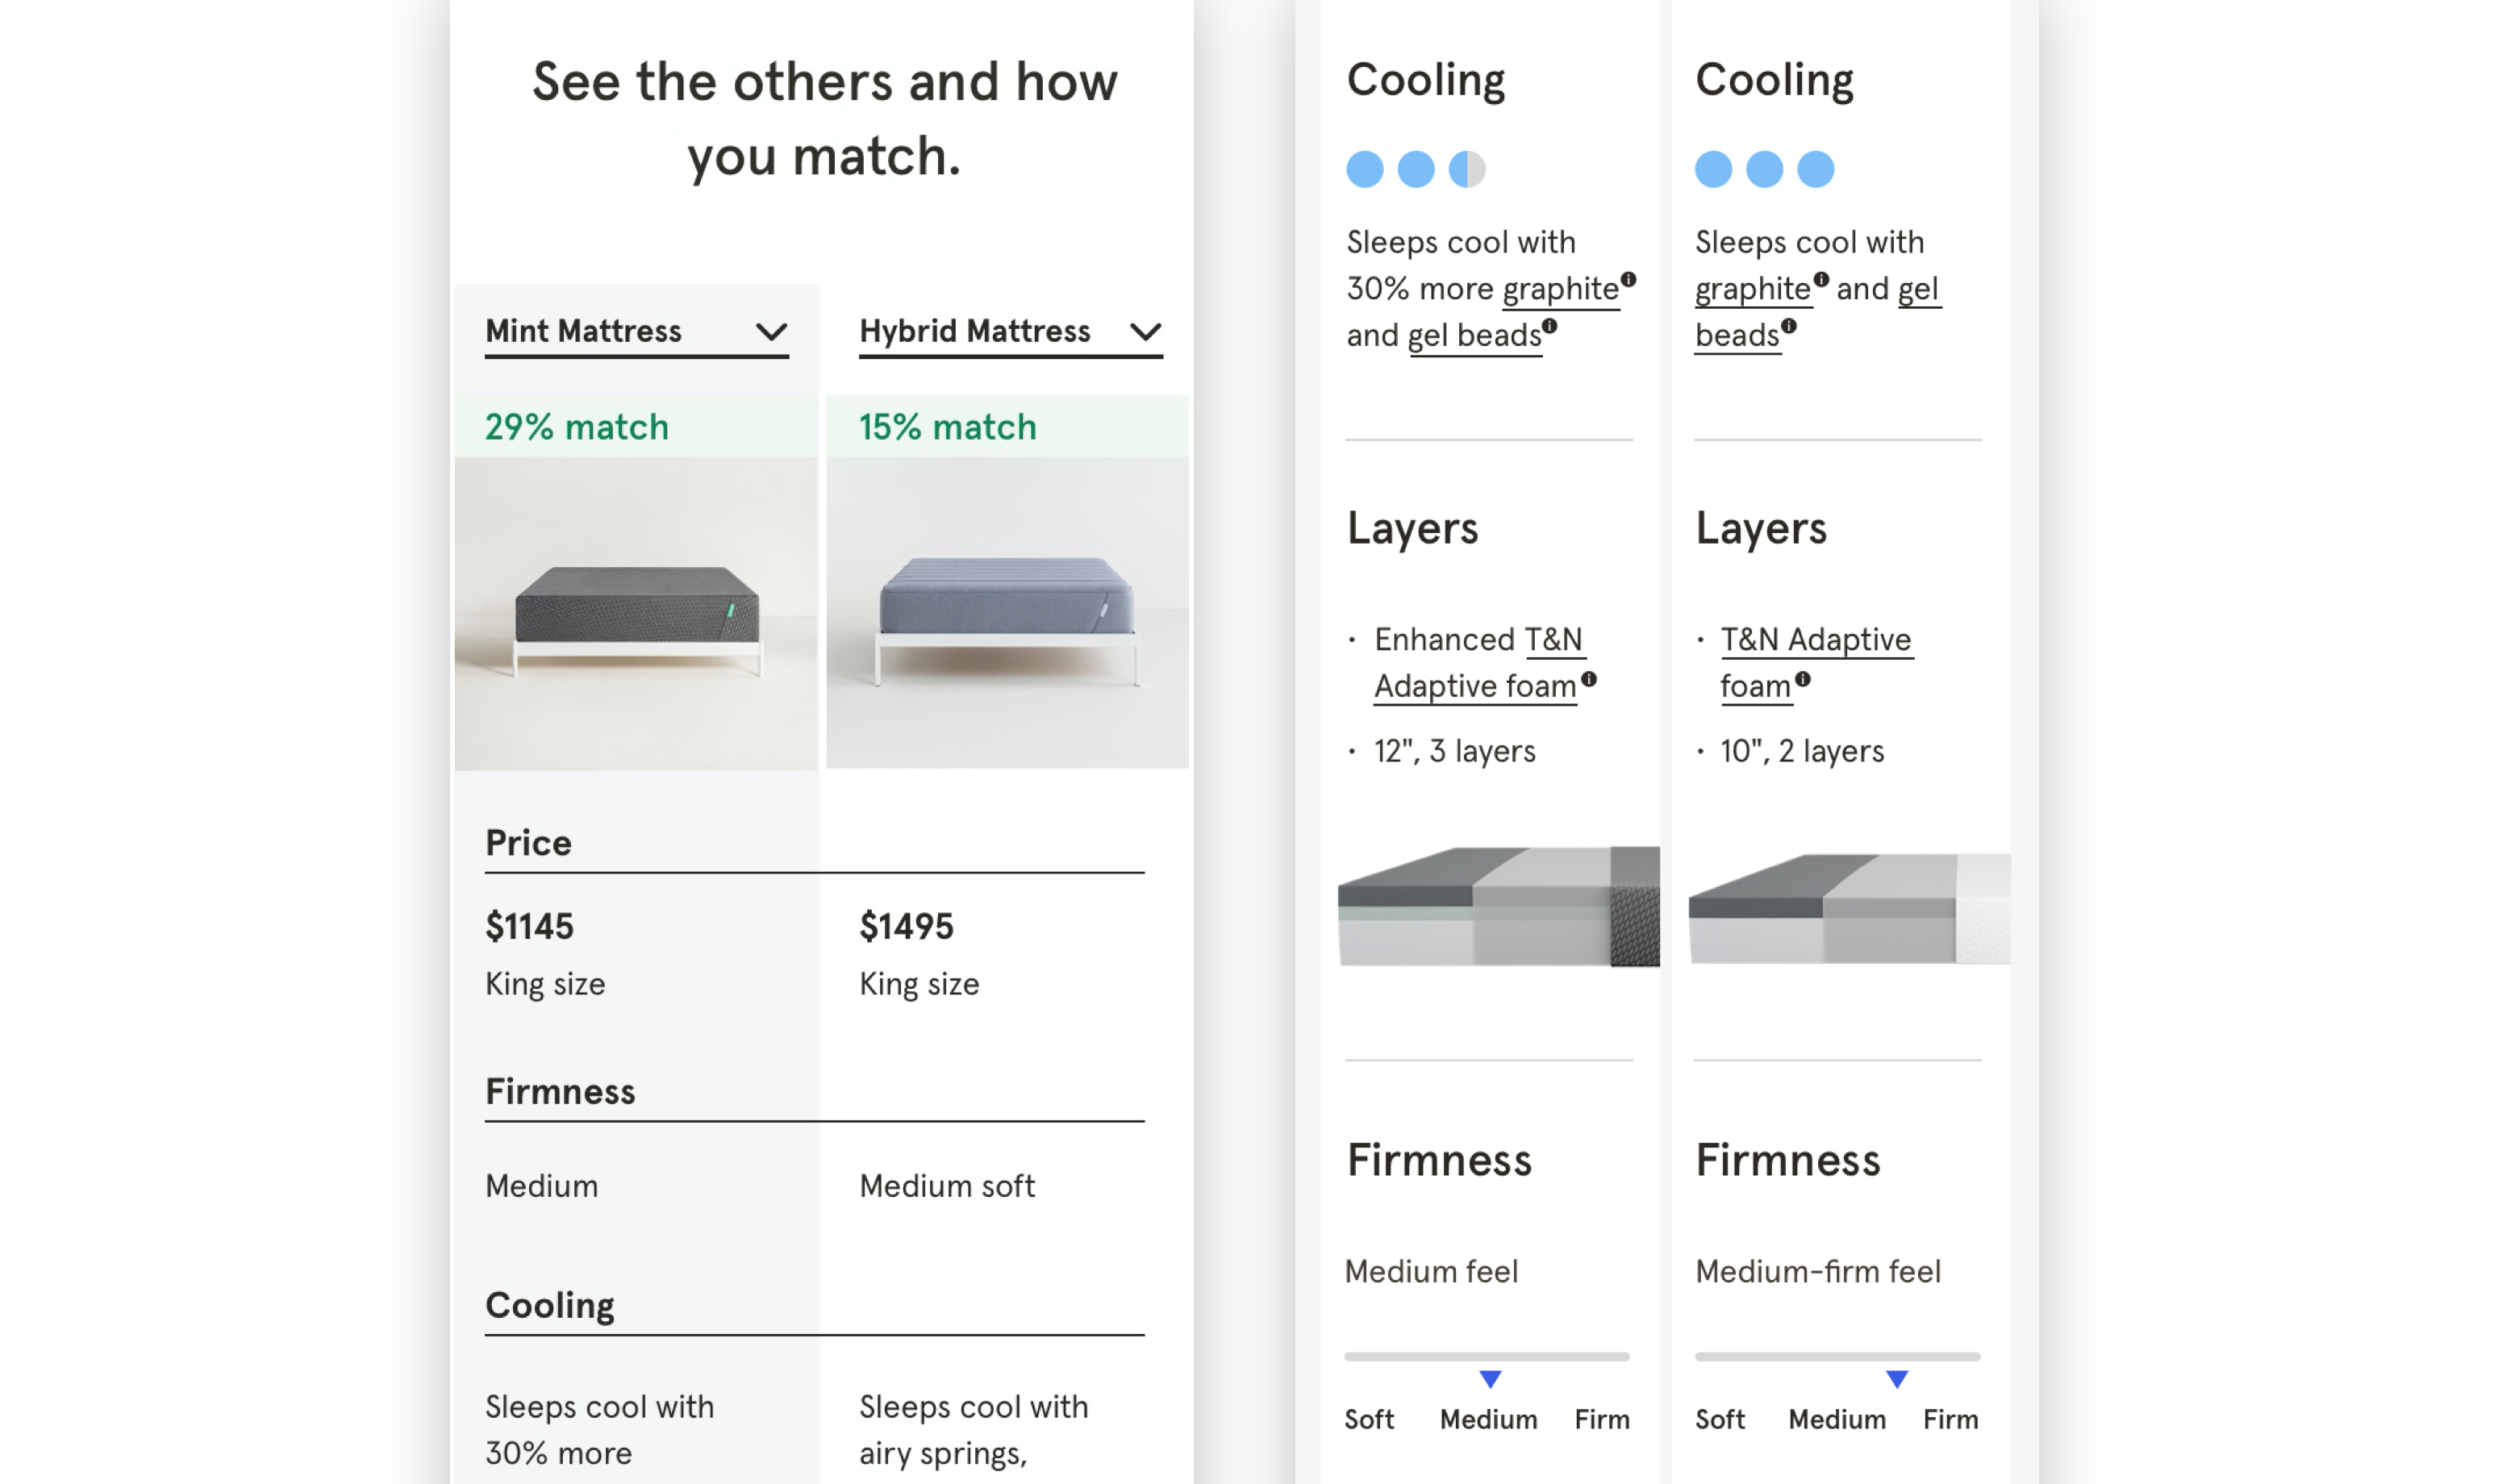 See the others and how
you match.
Mint Mattress
Hybrid Mattress
29% match
15% match
Price
$1145
$1495
King size
King size
Firmness
Medium
Medium soft
Cooling
Sleeps cool with
30% more
Sleeps cool with
airy springs,
Cooling
Sleeps cool with
30% more graphite
and gel beads
Layers
• Enhanced T&N
Adaptive foam
• 12", 3 layers
Firmness
Medium feel
Soft Medium Firm
Cooling
Sleeps cool with
graphite and gel
beads
Layers
• T&N Adaptive
foam
• 10", 2 layers
Firmness
Medium-firm feel
Soft Medium Firm